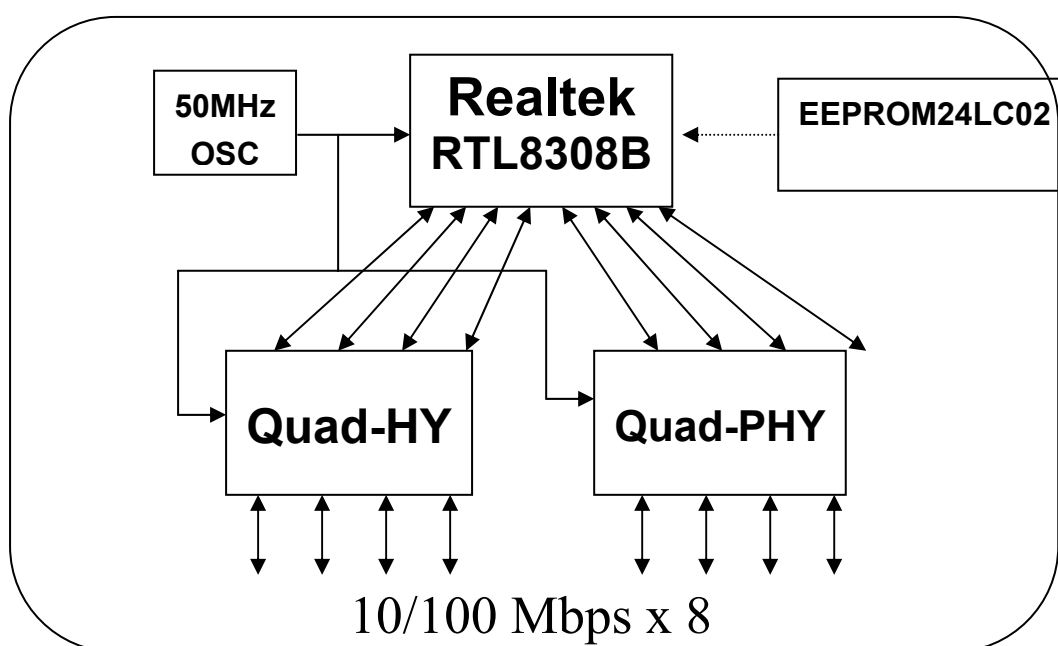 50MHz
OSC
Realtek
RTL8308B
EEPROM24LC02
Quad-HY
Quad-PHY
10/100 Mbps x 8